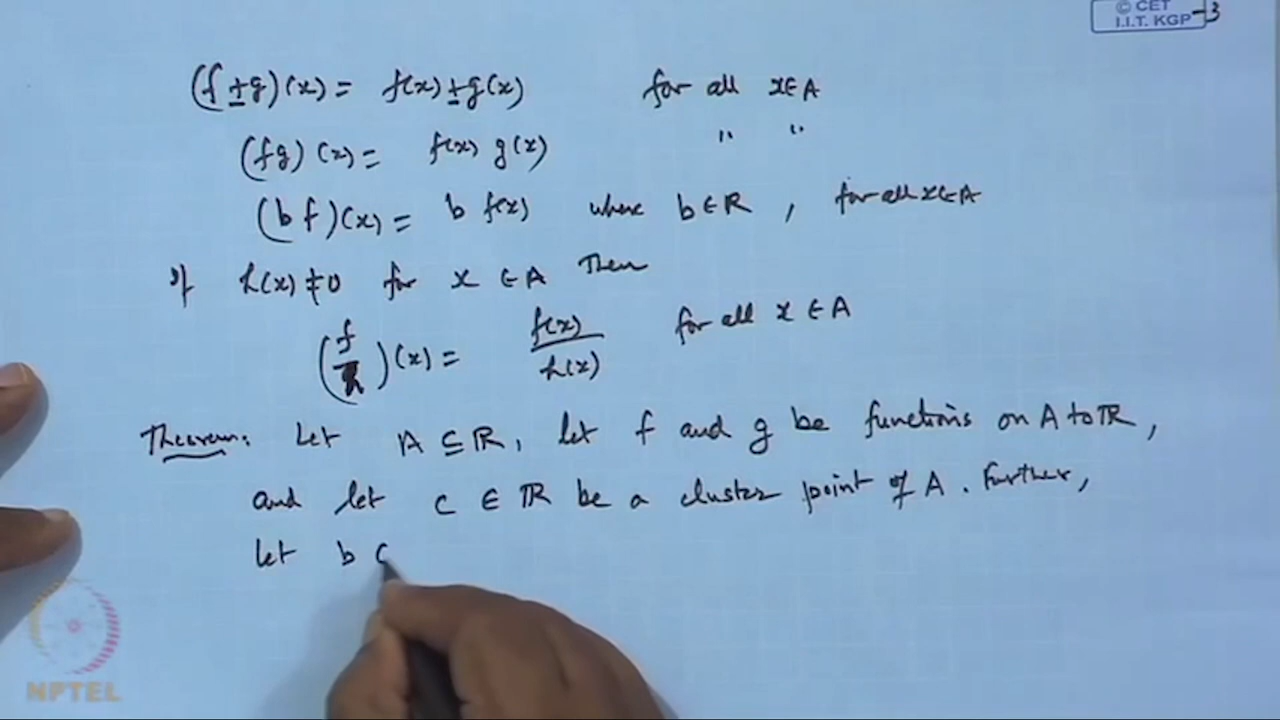 © CET
I.I.T. KGP -3
(f ± g)(x) = f(x) ± g(x) for all x ∈ A
(fg)(x) = f(x) g(x) " "
(b f)(x) = b f(x) where b ∈ ℝ , for all x ∈ A
If h(x) ≠ 0 for x ∈ A Then
(f/h)(x) = f(x)/h(x) for all x ∈ A
Theorem: Let A ⊆ ℝ, let f and g be functions on A to ℝ,
and let c ∈ ℝ be a cluster point of A. Further,
let b
NPTEL